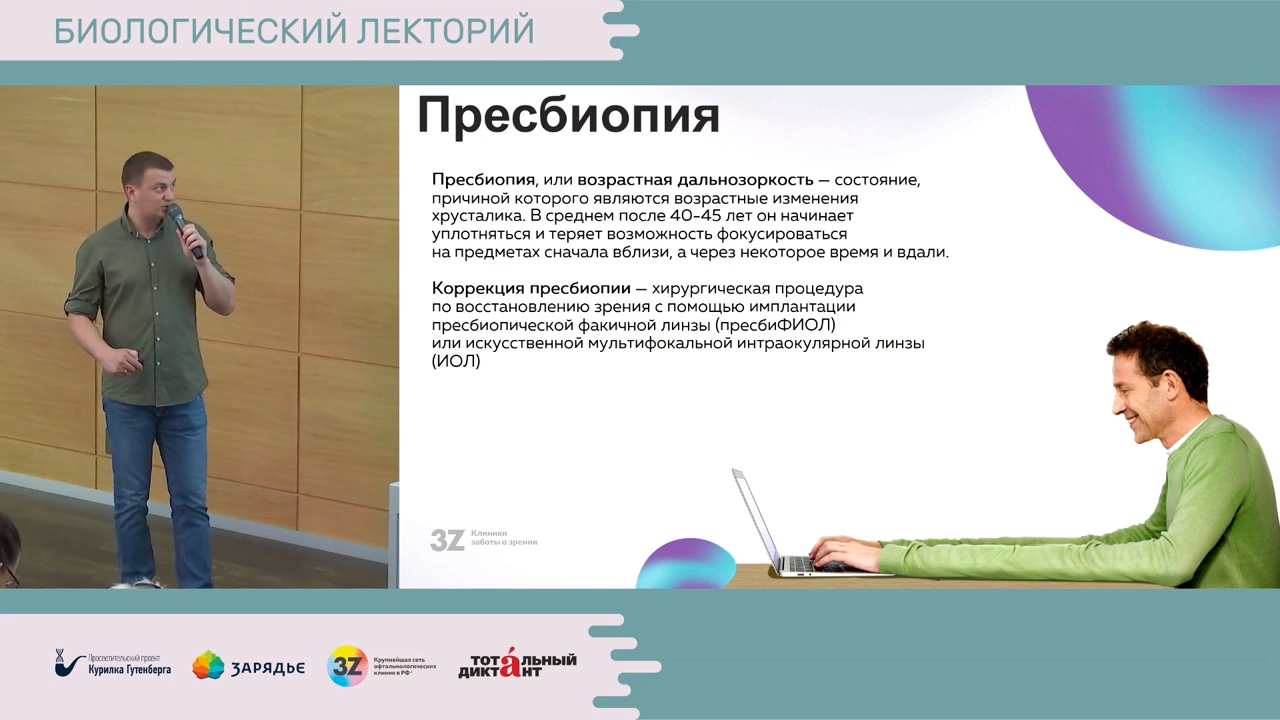 БИОЛОГИЧЕСКИЙ ЛЕКТОРИЙ
Пресбиопия
Пресбиопия, или возрастная дальнозоркость — состояние,
причиной которого являются возрастные изменения
хрусталика. В среднем после 40-45 лет он начинает
уплотняться и теряет возможность фокусироваться
на предметах сначала вблизи, а через некоторое время и вдали.
Коррекция пресбиопии — хирургическая процедура
по восстановлению зрения с помощью имплантации
пресбиопической факичной линзы (пресбиФИОЛ)
или искусственной мультифокальной интраокулярной линзы
(ИОЛ)
3Z Клиники
заботы о зрении
Просветительский проект
Курилка Гутенберга
ЗАРЯДЬЕ
3Z
Крупнейшая сеть
офтальмологических
клиник в РФ*
тотальный
диктант